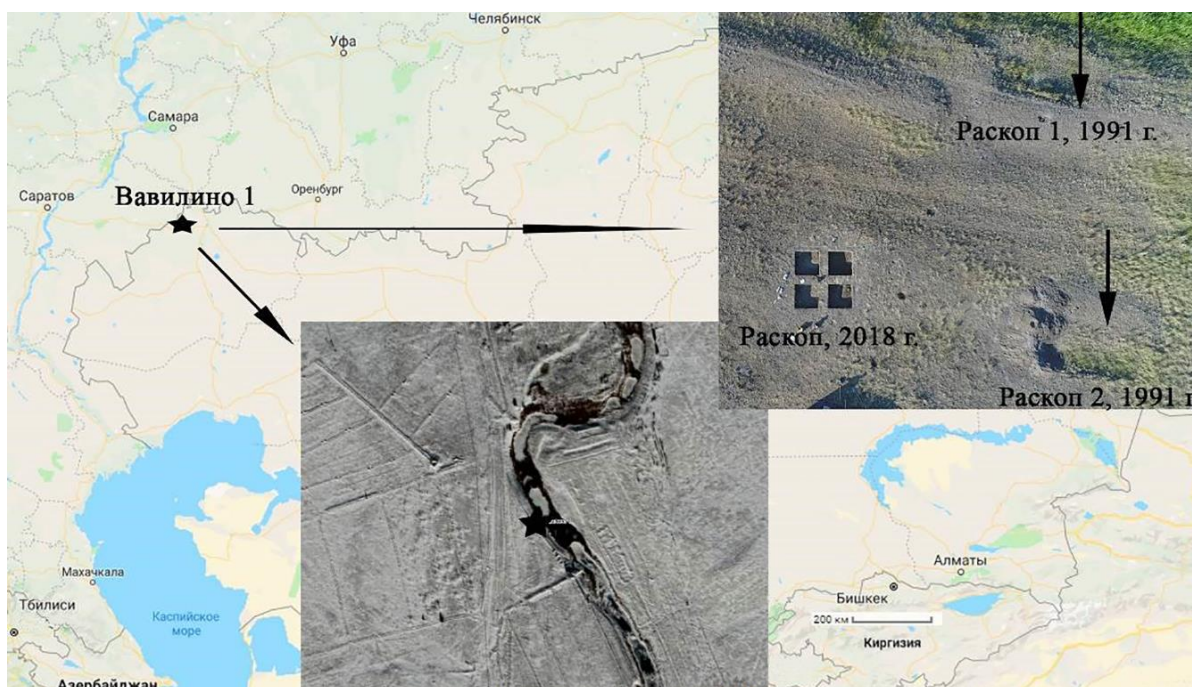 Челябинск
Уфа
Самара
Саратов
Оренбург
Вавилино 1
Раскоп 1, 1991 г.
Раскоп, 2018 г.
Раскоп 2, 1991 г
Махачкала
Тбилиси
Каспийское
море
Азербайджан
Алматы
Бишкек
200 км
Киргизия